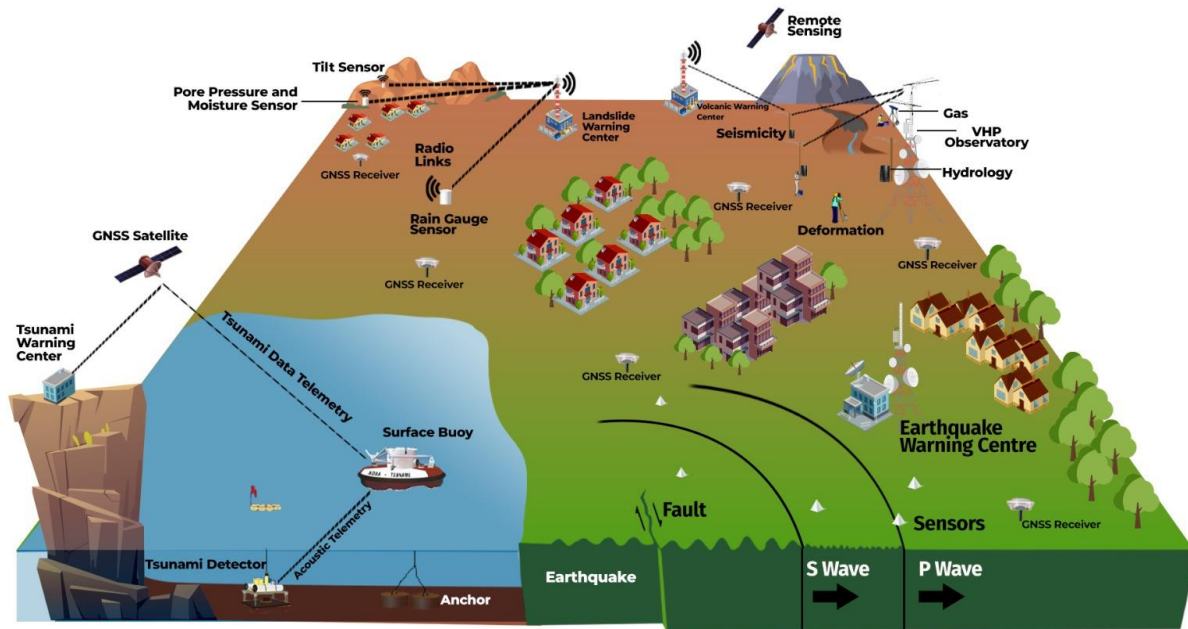 Remote
Sensing
Tilt Sensor
Pore Pressure and
Moisture Sensor
Landslide
Warning
Center
Volcanic Warning
Center
Seismicity
Gas
VHP
Observatory
Hydrology
GNSS Receiver
Radio
Links
Rain Gauge
Sensor
GNSS Receiver
Deformation
GNSS Satellite
GNSS Receiver
GNSS Receiver
Tsunami
Warning
Center
Tsunami Data Telemetry
GNSS Receiver
Surface Buoy
Earthquake
Warning Centre
Fault
Sensors
GNSS Receiver
Acoustic Telemetry
Tsunami Detector
Anchor
Earthquake
S Wave
P Wave